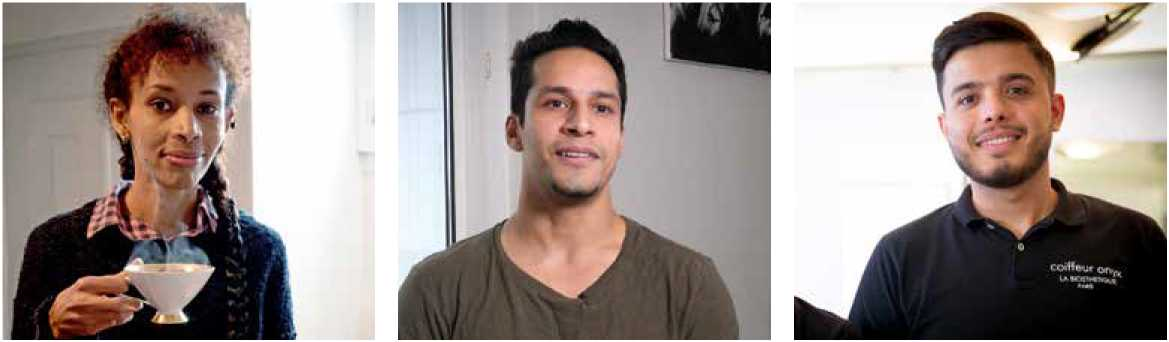 coiffeur onyx
LA BIOSTHETIQUE
PARIS